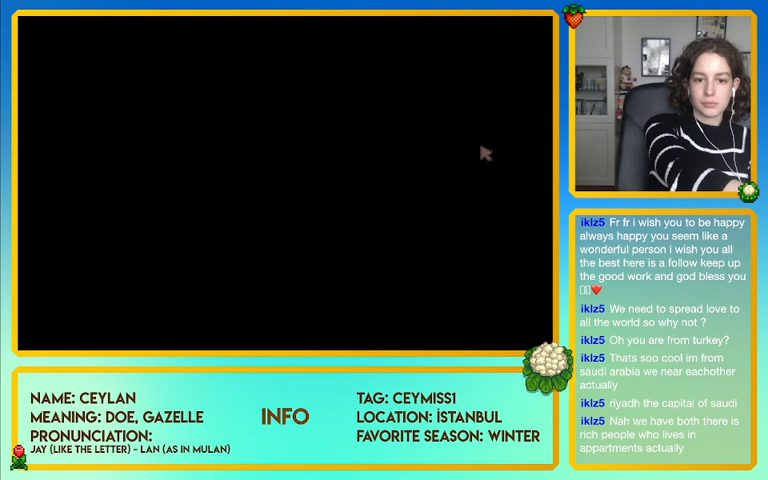 iklz5 Fr fr i wish you to be happy
always happy you seem like a
wonderful person i wish you all
the best here is a follow keep up
the good work and god bless you
❤️
iklz5 We need to spread love to
all the world so why not ?
iklz5 Oh you are from turkey?
iklz5 Thats soo cool im from
saudi arabia we near eachother
actually
iklz5 riyadh the capital of saudi
iklz5 Nah we have both there is
rich people who lives in
appartments actually
NAME: CEYLAN
MEANING: DOE, GAZELLE
PRONUNCIATION:
JAY (LIKE THE LETTER) - LAN (AS IN MULAN)
INFO
TAG: CEYMISS1
LOCATION: İSTANBUL
FAVORITE SEASON: WINTER